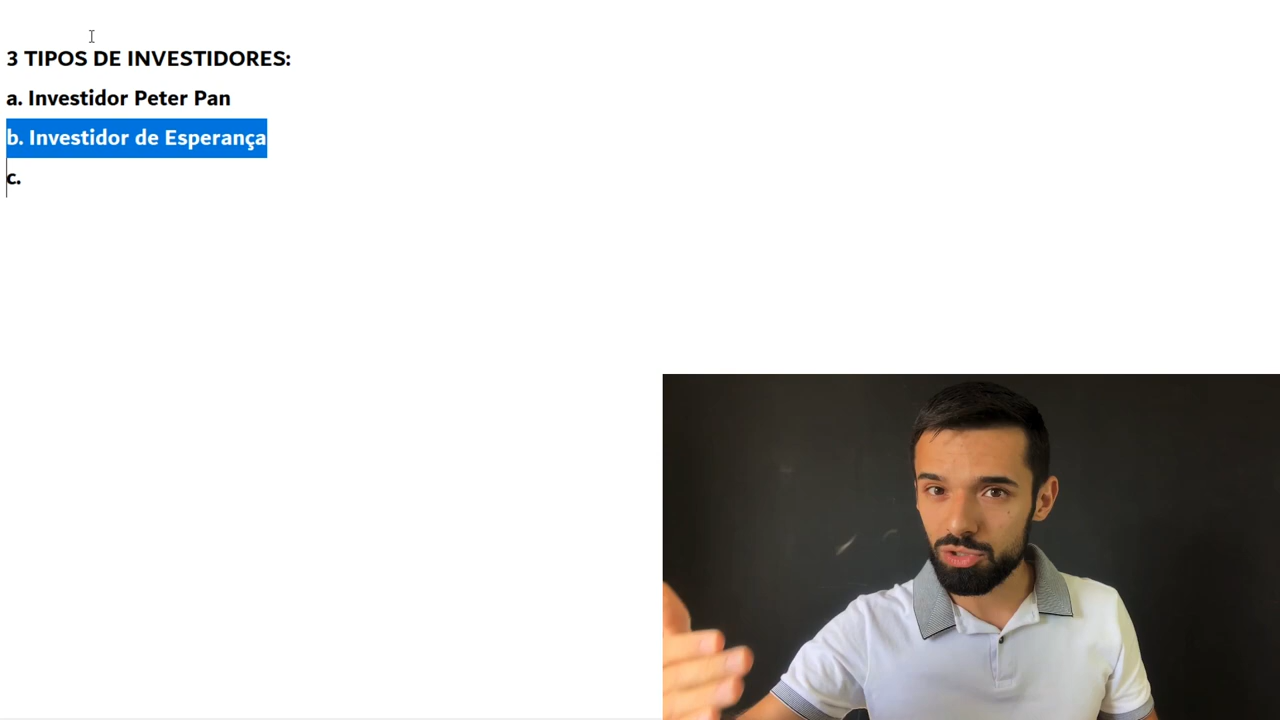 3 TIPOS DE INVESTIDORES:
a. Investidor Peter Pan
b. Investidor de Esperança
c.